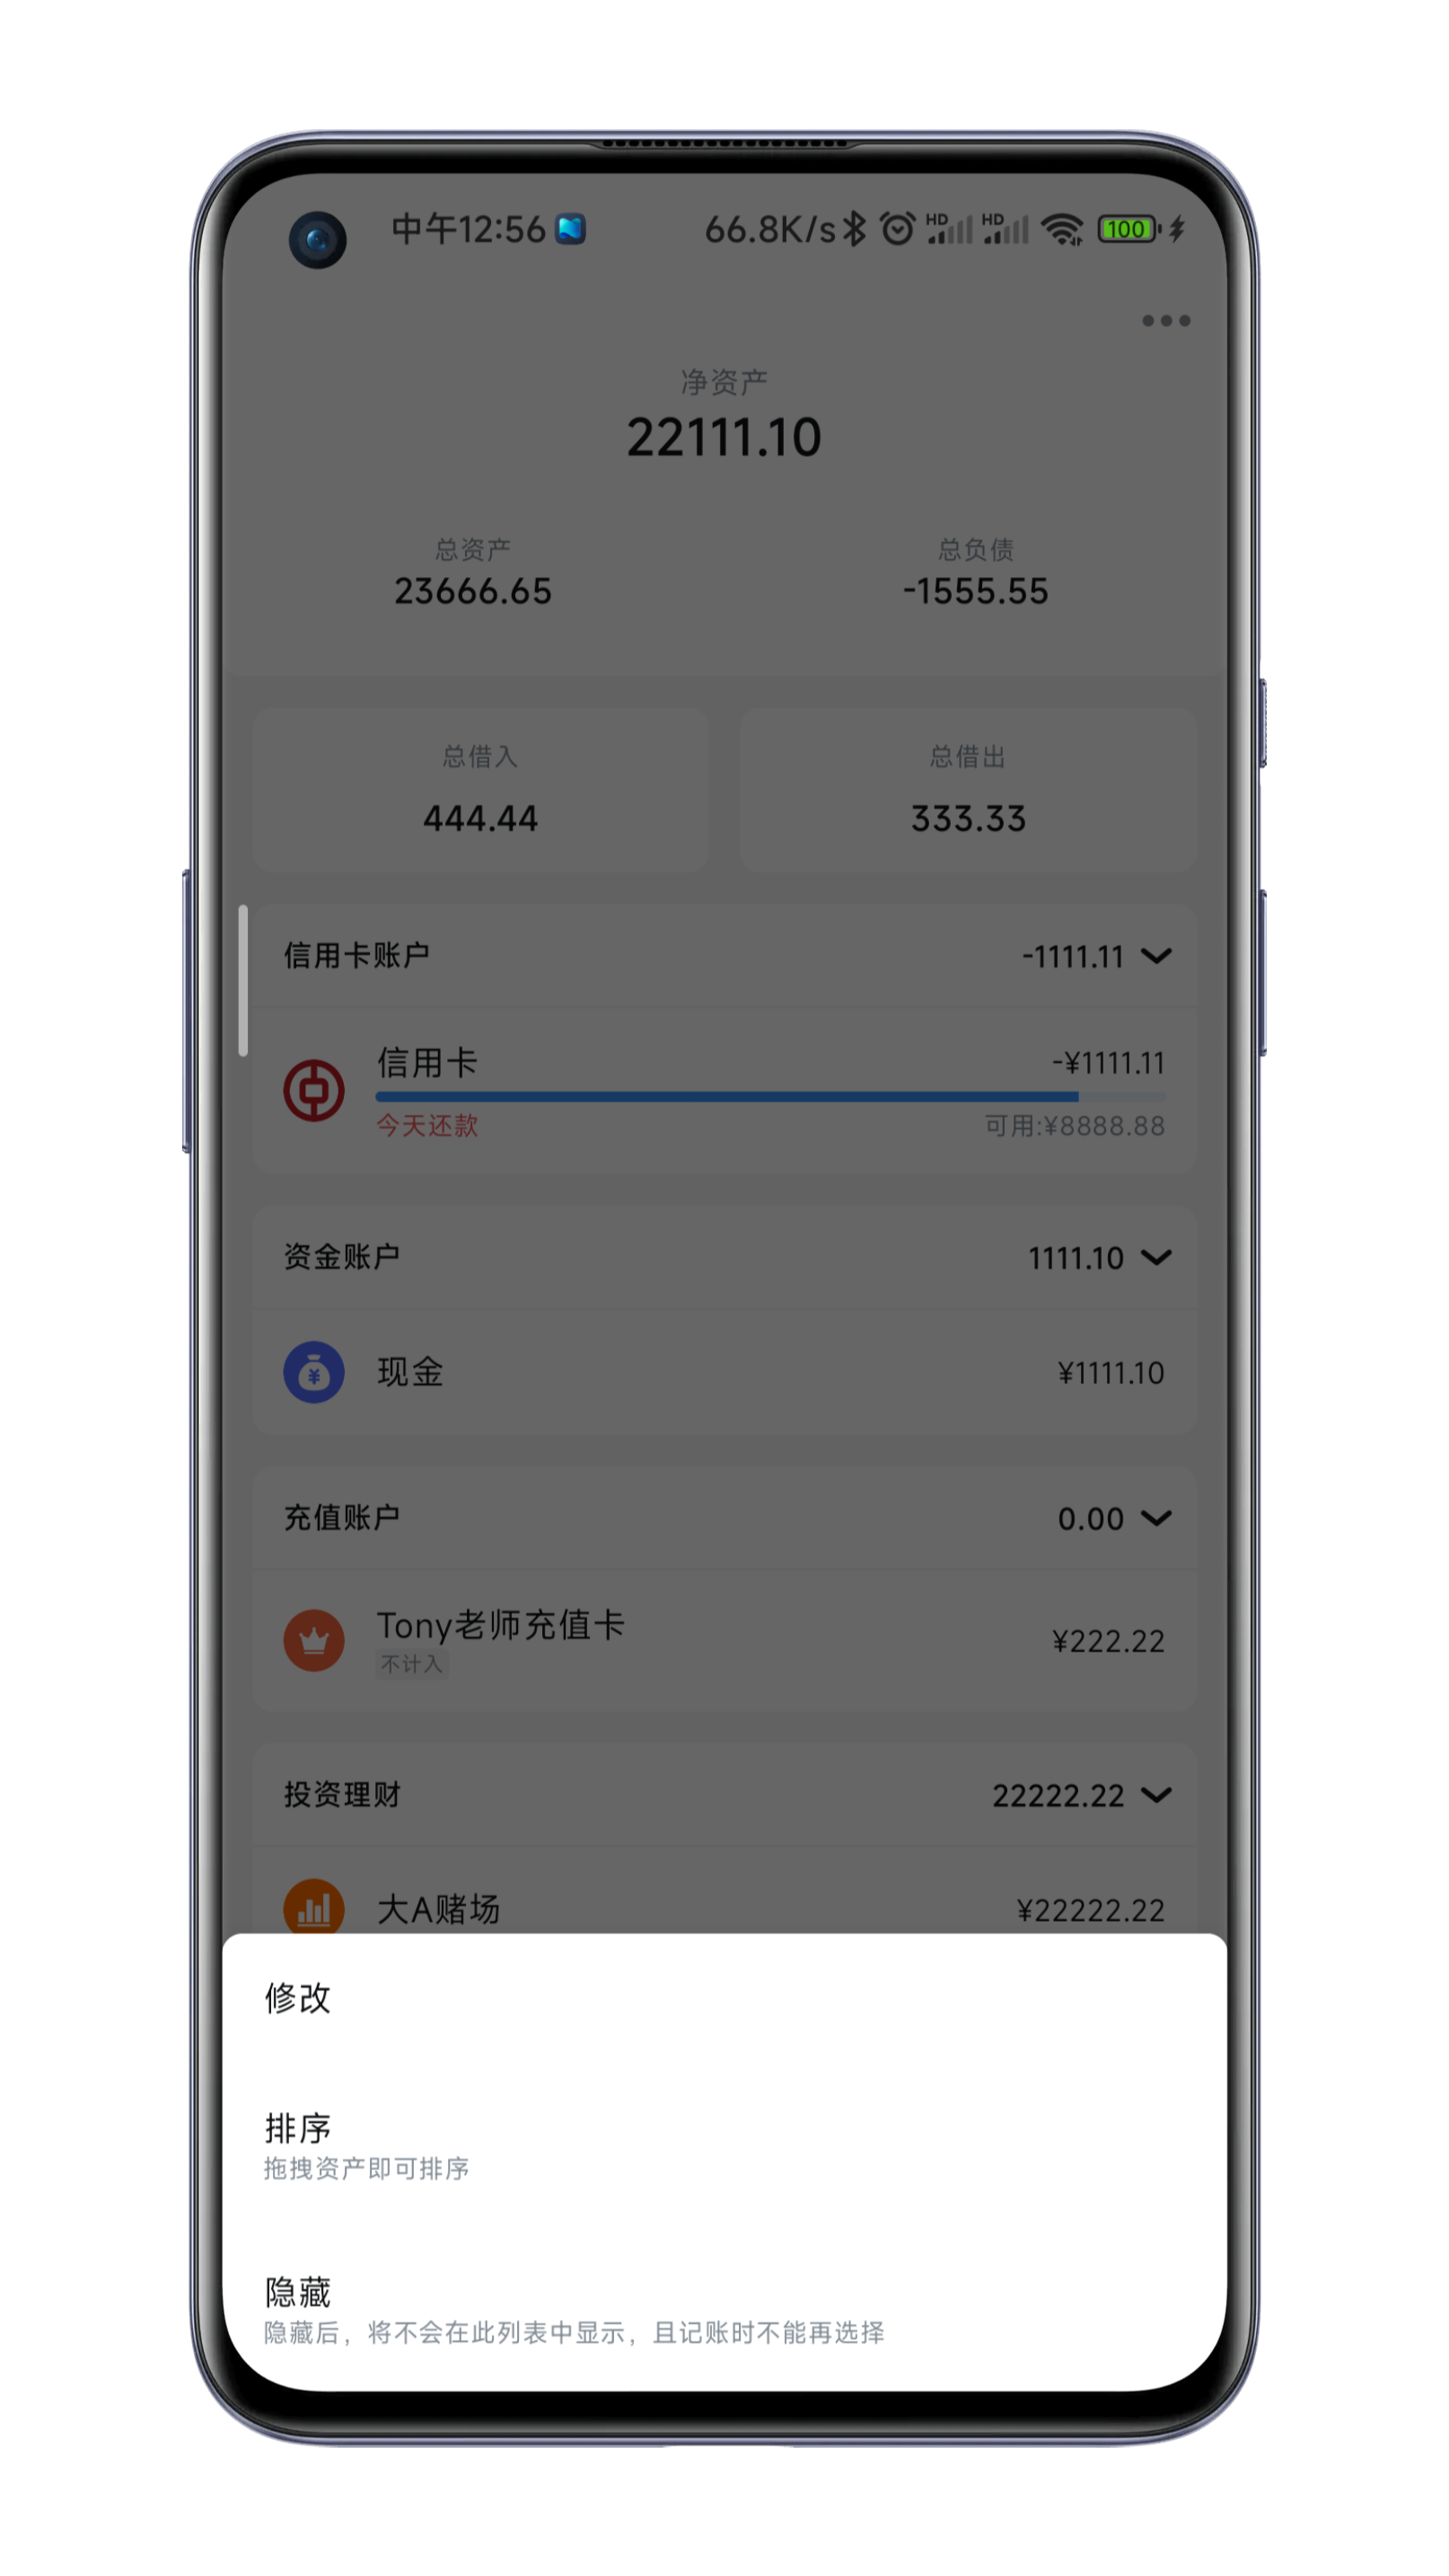 中午12:56 66.8K/s HD HD 100
净资产
22111.10
总资产 总负债
23666.65 -1555.55
总借入 总借出
444.44 333.33
信用卡账户 -1111.11
信用卡 -¥1111.11
今天还款 可用:¥8888.88
资金账户 1111.10
现金 ¥1111.10
充值账户 0.00
Tony老师充值卡 ¥222.22
不计入
投资理财 22222.22
大A赌场 ¥22222.22
修改
排序
拖拽资产即可排序
隐藏
隐藏后，将不会在此列表中显示，且记账时不能再选择